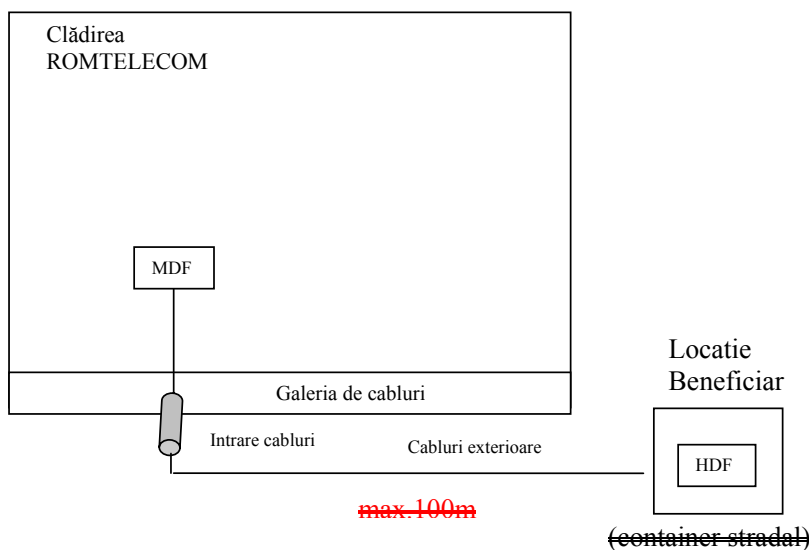 Clădirea
ROMTELECOM
MDF
Galeria de cabluri
Intrare cabluri
Cabluri exterioare
max.100m
Locatie
Beneficiar
HDF
(container stradal)